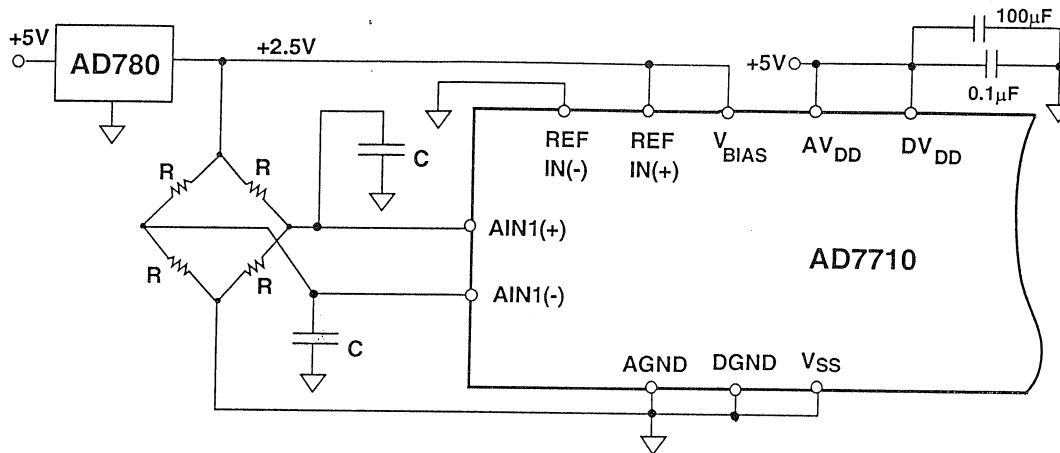 100μF
+5V
AD780
+2.5V
+5V
0.1μF
R
R
C
REF
IN(-)
REF
IN(+)
VBIAS
AVDD
DVDD
AIN1(+)
R
R
AD7710
AIN1(-)
C
AGND
DGND
VSS